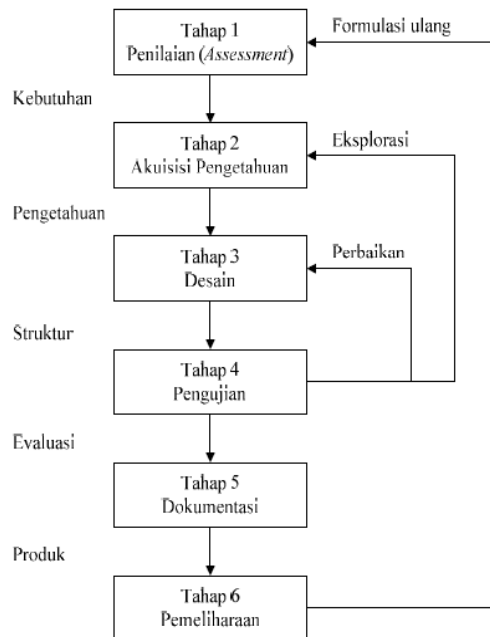 Tahap 1
Penilaian (Assessment)
Formulasi ulang
Kebutuhan
Tahap 2
Akuisisi Pengetahuan
Eksplorasi
Pengetahuan
Tahap 3
Desain
Perbaikan
Struktur
Tahap 4
Pengujian
Evaluasi
Tahap 5
Dokumentasi
Produk
Tahap 6
Pemeliharaan